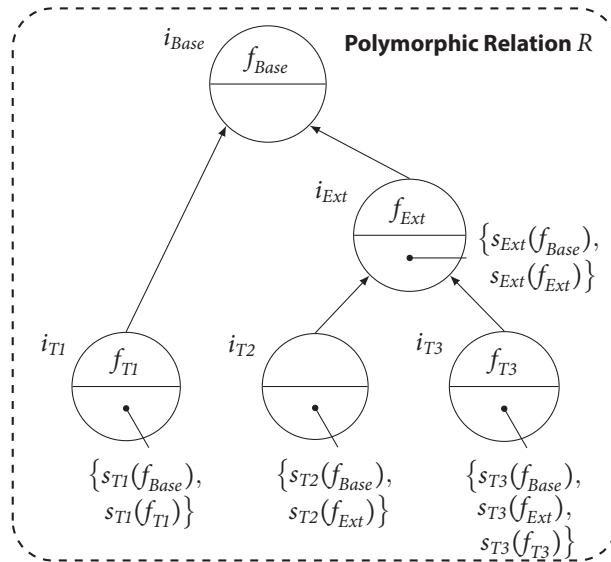 i_Base
f_Base
Polymorphic Relation R
i_Ext
f_Ext
{s_Ext(f_Base),
s_Ext(f_Ext)}
i_T1
f_T1
i_T2
i_T3
f_T3
{s_T1(f_Base),
s_T1(f_T1)}
{s_T2(f_Base),
s_T2(f_Ext)}
{s_T3(f_Base),
s_T3(f_Ext),
s_T3(f_T3)}